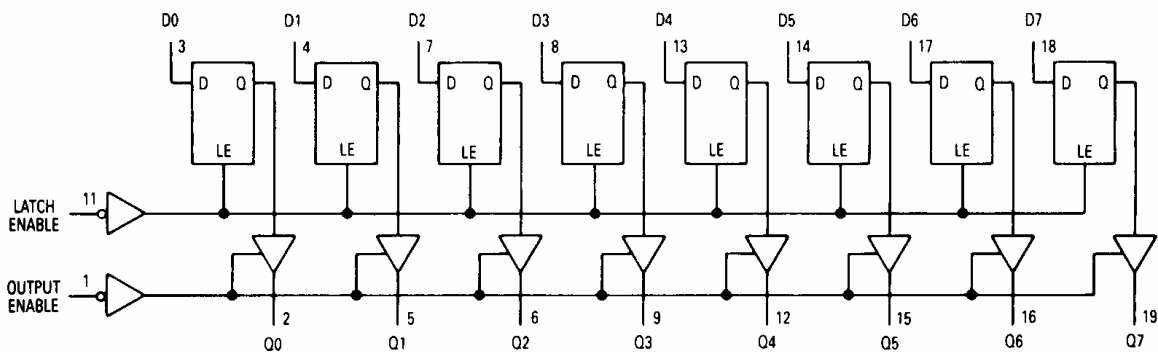 D0 D1 D2 D3 D4 D5 D6 D7
3 4 7 8 13 14 17 18
D Q D Q D Q D Q D Q D Q D Q D Q
LE LE LE LE LE LE LE LE
LATCH
ENABLE
11
OUTPUT
ENABLE
1
2 5 6 9 12 15 16 19
Q0 Q1 Q2 Q3 Q4 Q5 Q6 Q7